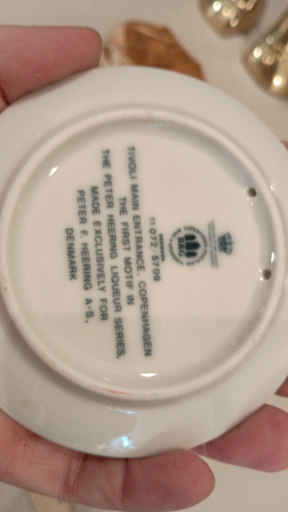 11 072 / 5709
TIVOLI MAIN ENTRANCE, COPENHAGEN
THE FIRST MOTIF IN
THE PETER HEERING LIQUEUR SERIES,
MADE EXCLUSIVELY FOR
PETER F. HEERING A·S,
DENMARK